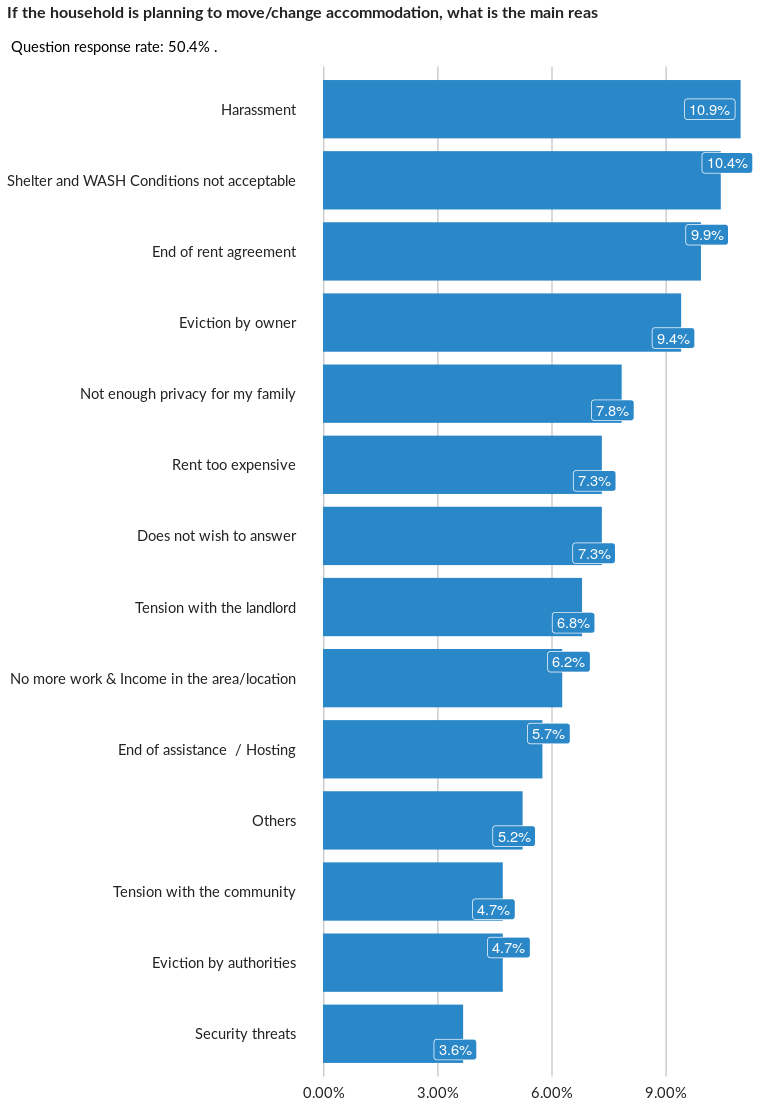 If the household is planning to move/change accommodation, what is the main reas
Question response rate: 50.4% .
Harassment 10.9%
Shelter and WASH Conditions not acceptable 10.4%
End of rent agreement 9.9%
Eviction by owner 9.4%
Not enough privacy for my family 7.8%
Rent too expensive 7.3%
Does not wish to answer 7.3%
Tension with the landlord 6.8%
No more work & Income in the area/location 6.2%
End of assistance  / Hosting 5.7%
Others 5.2%
Tension with the community 4.7%
Eviction by authorities 4.7%
Security threats 3.6%
0.00% 3.00% 6.00% 9.00%